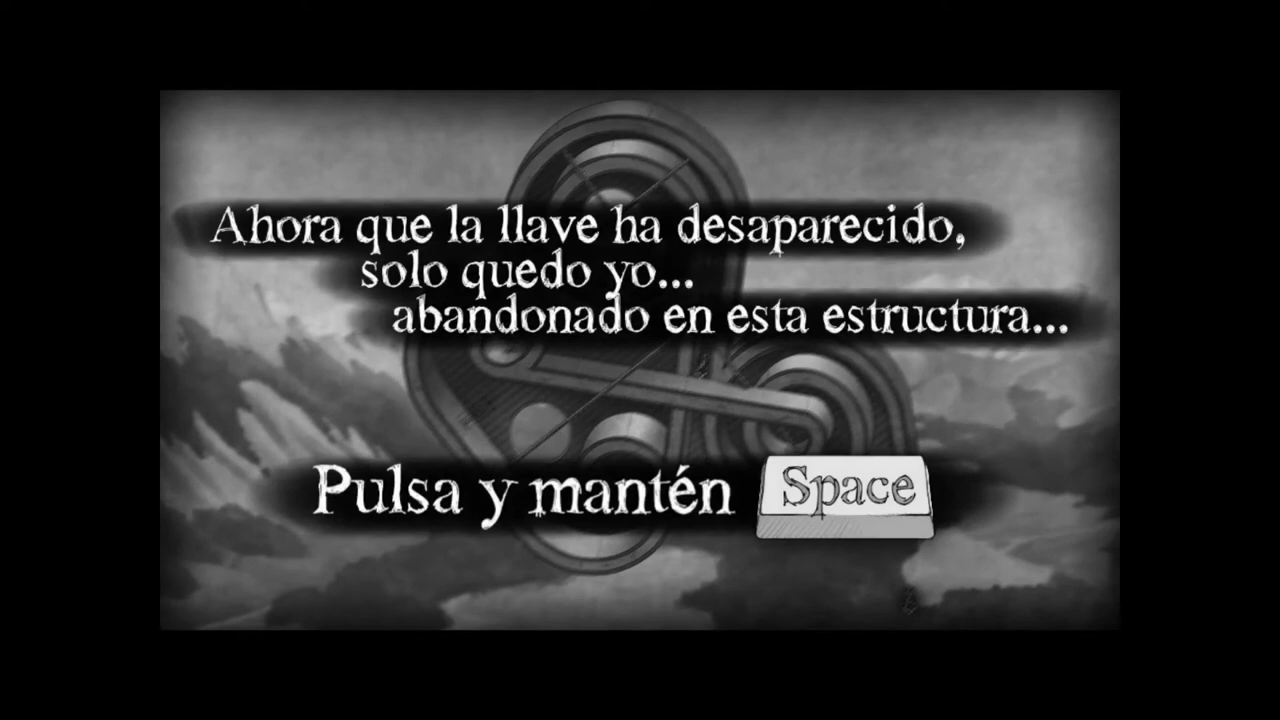 Ahora que la llave ha desaparecido,
solo quedo yo...
abandonado en esta estructura...
Pulsa y mantén Space